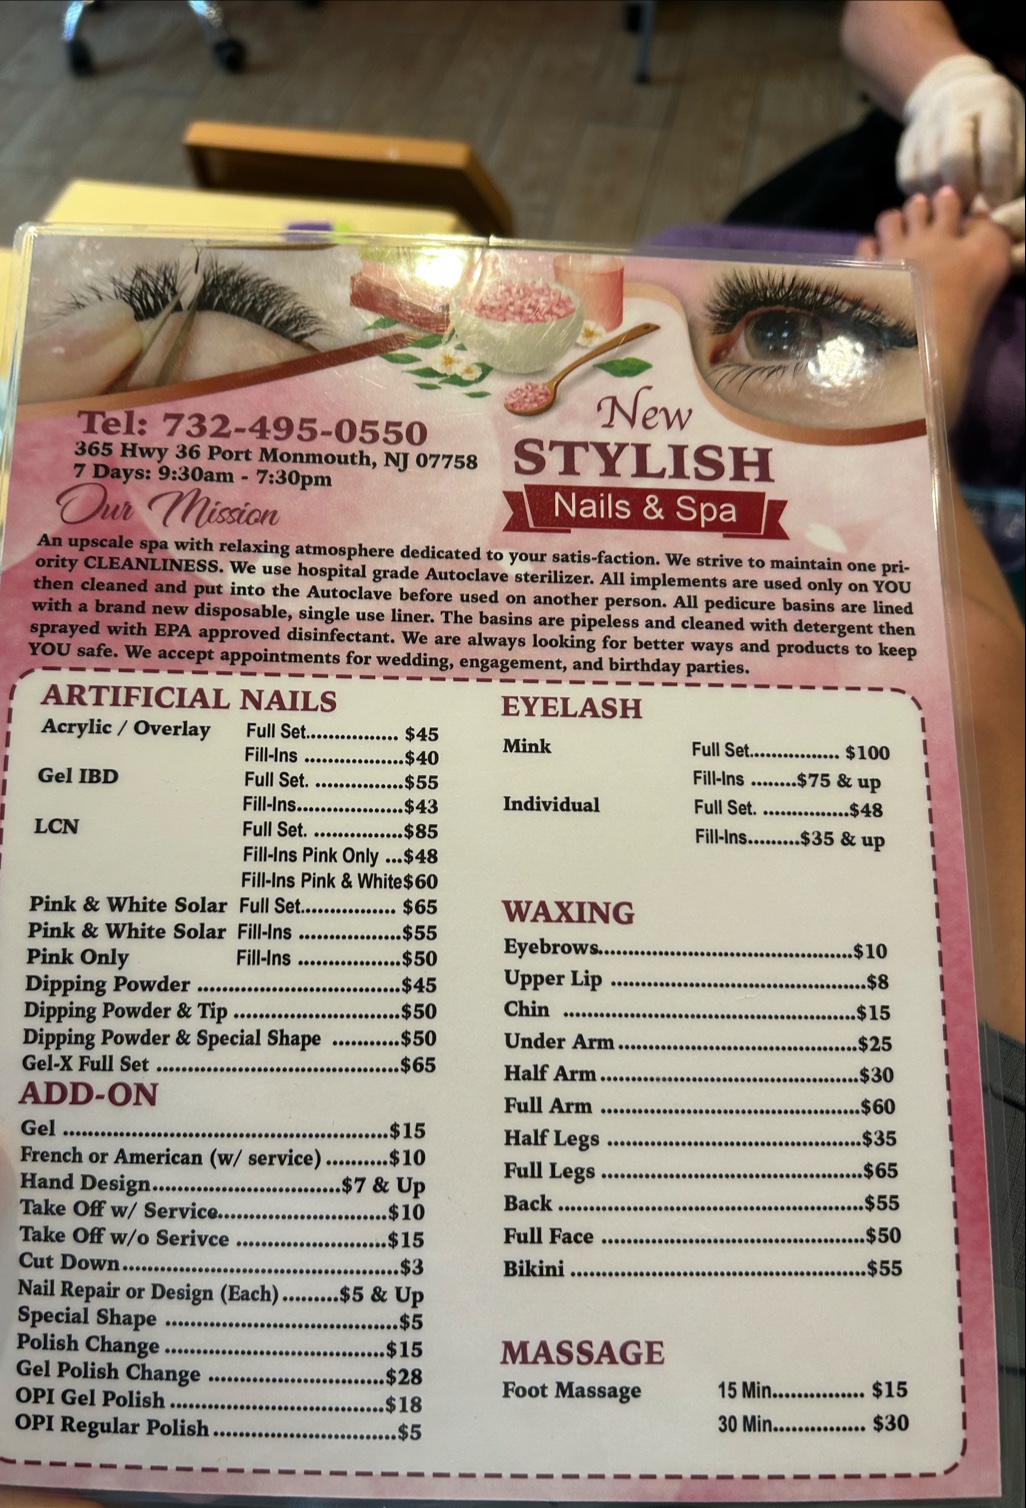 Tel: 732-495-0550
365 Hwy 36 Port Monmouth, NJ 07758
7 Days: 9:30am - 7:30pm
New
STYLISH
Nails & Spa
Our Mission
An upscale spa with relaxing atmosphere dedicated to your satis-faction. We strive to maintain one pri-
ority CLEANLINESS. We use hospital grade Autoclave sterilizer. All implements are used only on YOU
then cleaned and put into the Autoclave before used on another person. All pedicure basins are lined
with a brand new disposable, single use liner. The basins are pipeless and cleaned with detergent then
sprayed with EPA approved disinfectant. We are always looking for better ways and products to keep
YOU safe. We accept appointments for wedding, engagement, and birthday parties.
ARTIFICIAL NAILS
Acrylic / Overlay Full Set................ $45
Fill-Ins ..................$40
Gel IBD Full Set. ................$55
Fill-Ins...................$43
LCN Full Set. ................$85
Fill-Ins Pink Only ...$48
Fill-Ins Pink & White$60
Pink & White Solar Full Set................. $65
Pink & White Solar Fill-Ins ..................$55
Pink Only Fill-Ins ..................$50
Dipping Powder ....................................$45
Dipping Powder & Tip ..............................$50
Dipping Powder & Special Shape ............$50
Gel-X Full Set ...........................................$65
ADD-ON
Gel .........................................................$15
French or American (w/ service) ..........$10
Hand Design.................................$7 & Up
Take Off w/ Service..............................$10
Take Off w/o Serivce ...........................$15
Cut Down................................................$3
Nail Repair or Design (Each).........$5 & Up
Special Shape .........................................$5
Polish Change .......................................$15
Gel Polish Change ...............................$28
OPI Gel Polish ......................................$18
OPI Regular Polish................................$5
EYELASH
Mink Full Set................ $100
Fill-Ins ........$75 & up
Individual Full Set. ...............$48
Fill-Ins.........$35 & up
WAXING
Eyebrows.............................................$10
Upper Lip .............................................$8
Chin ....................................................$15
Under Arm...........................................$25
Half Arm..............................................$30
Full Arm ..............................................$60
Half Legs .............................................$35
Full Legs ..............................................$65
Back .....................................................$55
Full Face ..............................................$50
Bikini ...................................................$55
MASSAGE
Foot Massage 15 Min................ $15
30 Min................ $30